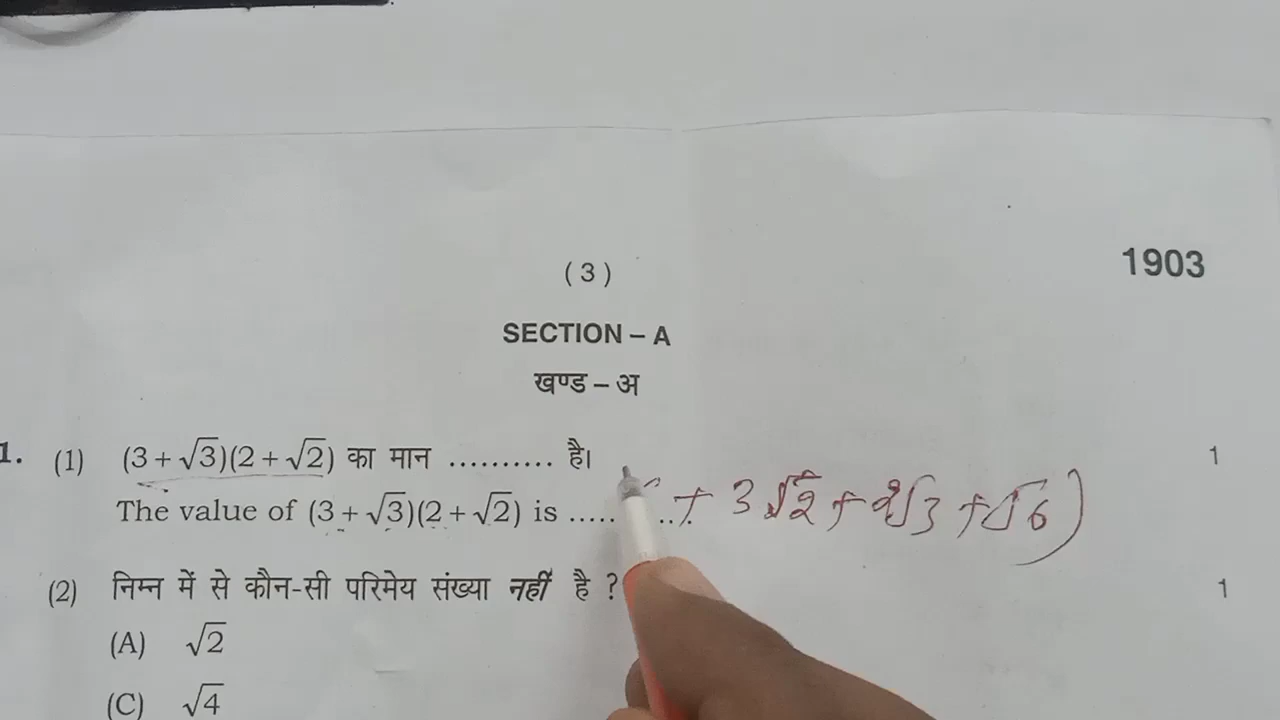 (3)
1903
SECTION – A
खण्ड – अ
1. (1) (3 + √3)(2 + √2) का मान .......... है। 1
The value of (3 + √3)(2 + √2) is ..... + 3√2 + 2√3 + √6)
(2) निम्न में से कौन-सी परिमेय संख्या नहीं है ? 1
(A) √2
(C) √4